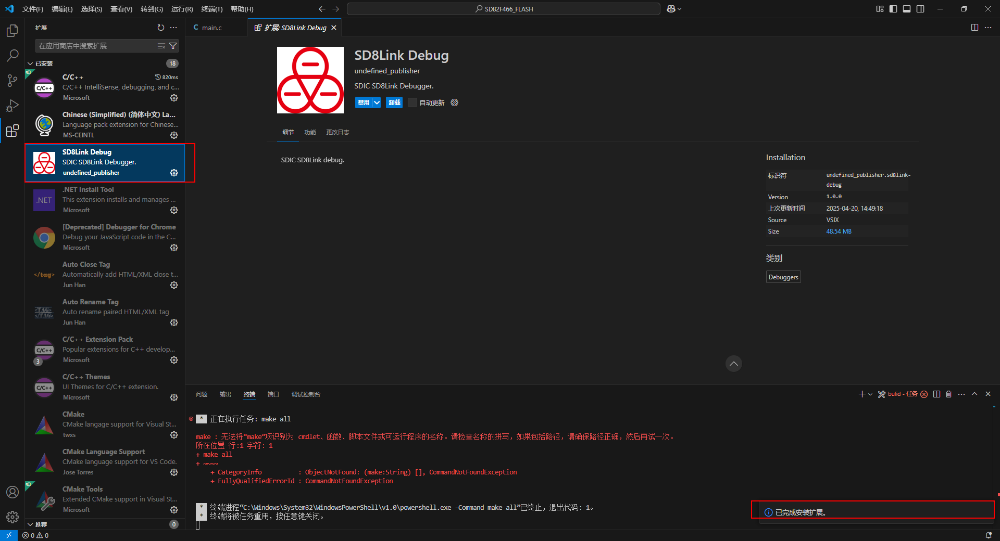 文件(F) 编辑(E) 选择(S) 查看(V) 转到(G) 运行(R) 终端(T) 帮助(H)
SD82F466_FLASH
扩展
在应用商店中搜索扩展
已安装
18
C/C++
820ms
C/C++ IntelliSense, debugging, and c...
Microsoft
Chinese (Simplified) (简体中文) La...
Language pack extension for Chinese...
MS-CEINTL
SD8Link Debug
SDIC SD8Link Debugger.
undefined_publisher
.NET
.NET Install Tool
This extension installs and manages ...
Microsoft
[Deprecated] Debugger for Chrome
Debug your JavaScript code in the C...
Microsoft
</tag>
Auto Close Tag
Automatically add HTML/XML close t...
Jun Han
<TAG>
</TAG>
Auto Rename Tag
Auto rename paired HTML/XML tag
Jun Han
C/C++
3
C/C++ Extension Pack
Popular extensions for C++ develop...
Microsoft
C/C++
C/C++ Themes
UI Themes for C/C++ extension.
Microsoft
CMake
CMake langage support for Visual St...
twxs
CMake Language Support
CMake language support for VS Code.
Jose Torres
CMake Tools
Extended CMake support in Visual St...
Microsoft
推荐
0
C main.c
扩展: SD8Link Debug
SD8Link Debug
undefined_publisher
SDIC SD8Link Debugger.
禁用 卸载 自动更新
细节 功能 更改日志
SDIC SD8Link debug.
Installation
标识符 undefined_publisher.sd8link-
debug
Version 1.0.0
上次更新时间 2025-04-20, 14:49:18
Source VSIX
Size 48.54 MB
类别
Debuggers
问题 输出 终端 端口 调试控制台
bulid - 任务
* 正在执行任务: make all
make : 无法将“make”项识别为 cmdlet、函数、脚本文件或可运行程序的名称。请检查名称的拼写，如果包括路径，请确保路径正确，然后再试一次。
所在位置 行:1 字符: 1
+ make all
+ ~~~~
+ CategoryInfo : ObjectNotFound: (make:String) [], CommandNotFoundException
+ FullyQualifiedErrorId : CommandNotFoundException
* 终端进程“C:\Windows\System32\WindowsPowerShell\v1.0\powershell.exe -Command make all”已终止，退出代码: 1。
* 终端将被任务重用，按任意键关闭。
已完成安装扩展。
0 0